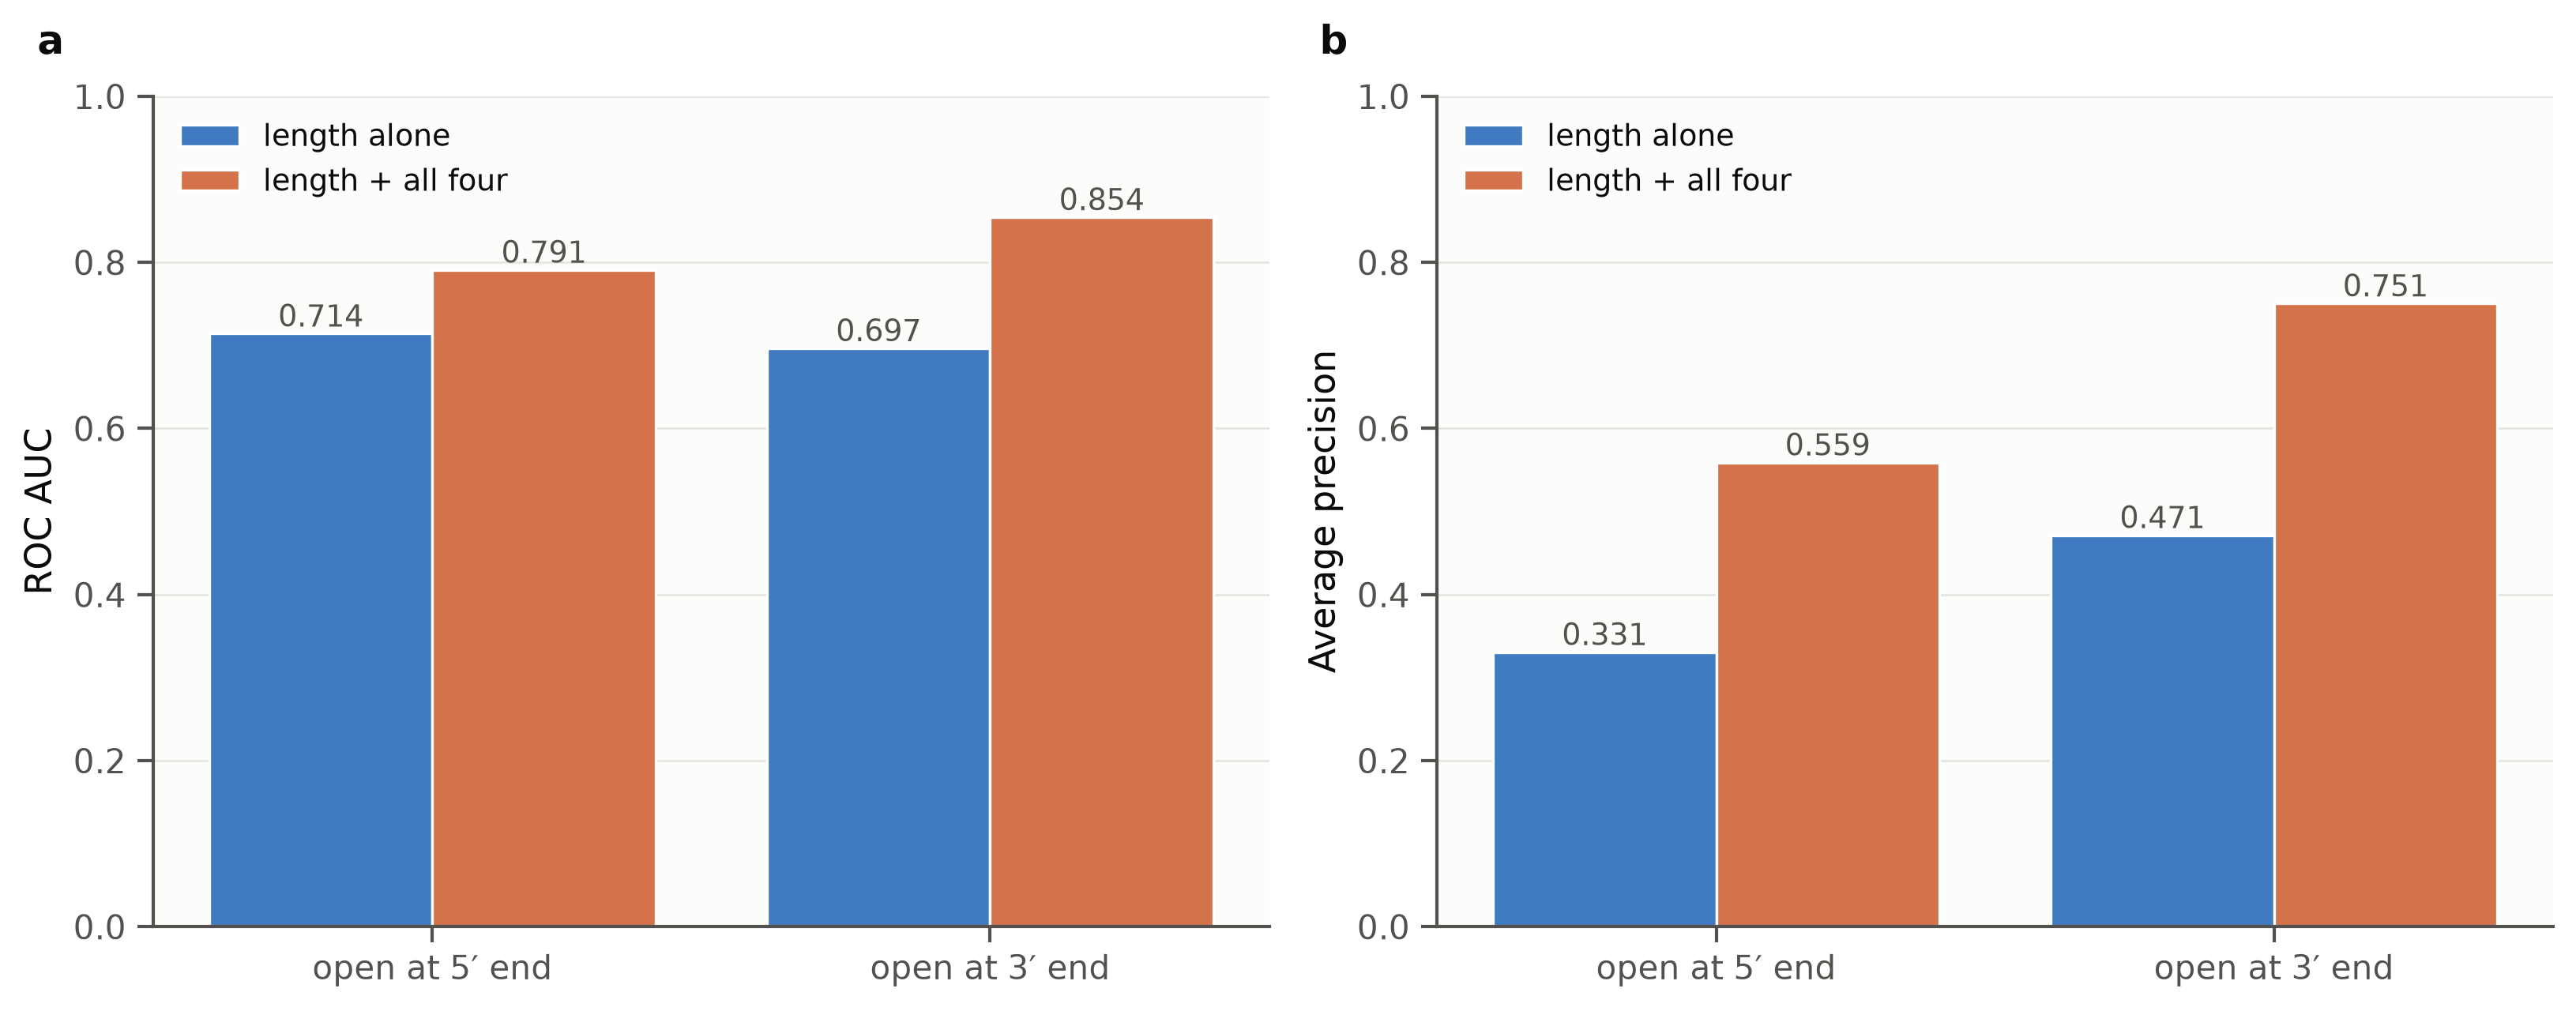 a
ROC AUC
1.0
0.8
0.6
0.4
0.2
0.0
length alone
length + all four
0.714
0.791
0.697
0.854
open at 5′ end
open at 3′ end
b
Average precision
1.0
0.8
0.6
0.4
0.2
0.0
length alone
length + all four
0.331
0.559
0.471
0.751
open at 5′ end
open at 3′ end